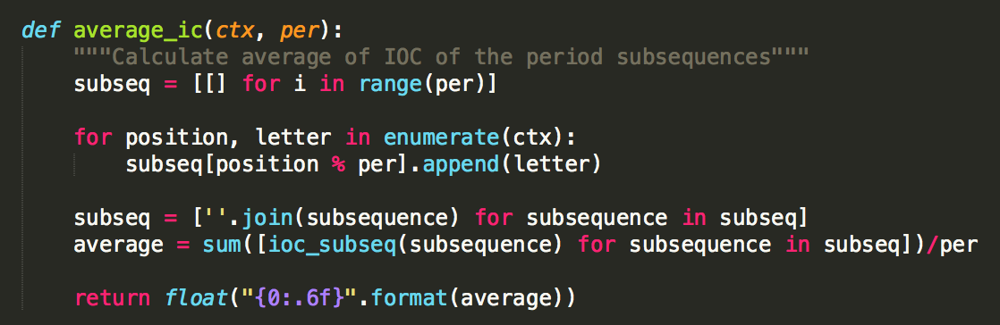 def average_ic(ctx, per):
    """Calculate average of IOC of the period subsequences"""
    subseq = [[] for i in range(per)]

    for position, letter in enumerate(ctx):
        subseq[position % per].append(letter)

    subseq = [''.join(subsequence) for subsequence in subseq]
    average = sum([ioc_subseq(subsequence) for subsequence in subseq])/per

    return float("{0:.6f}".format(average))